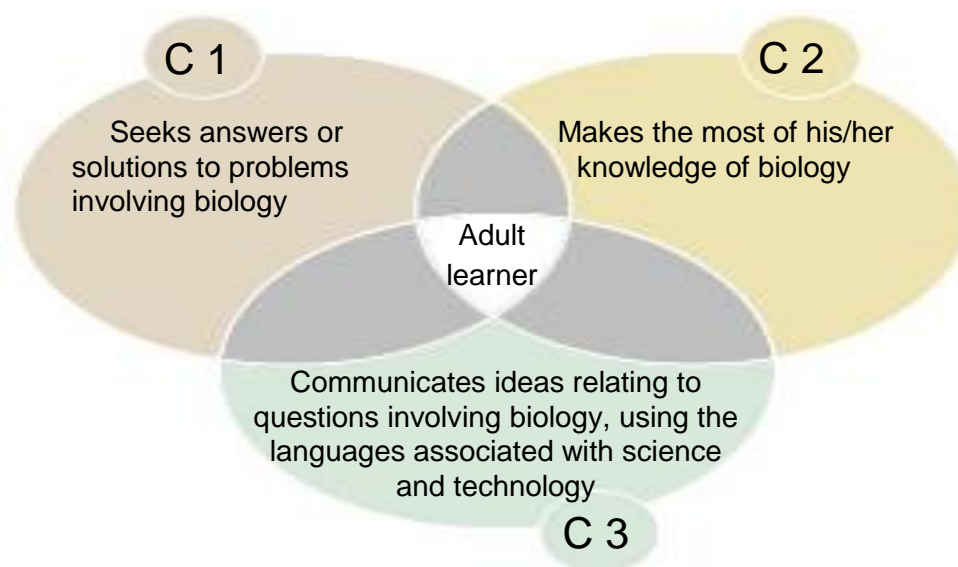 C 1
Seeks answers or
solutions to problems
involving biology
C 2
Makes the most of his/her
knowledge of biology
Adult
learner
Communicates ideas relating to
questions involving biology, using the
languages associated with science
and technology
C 3